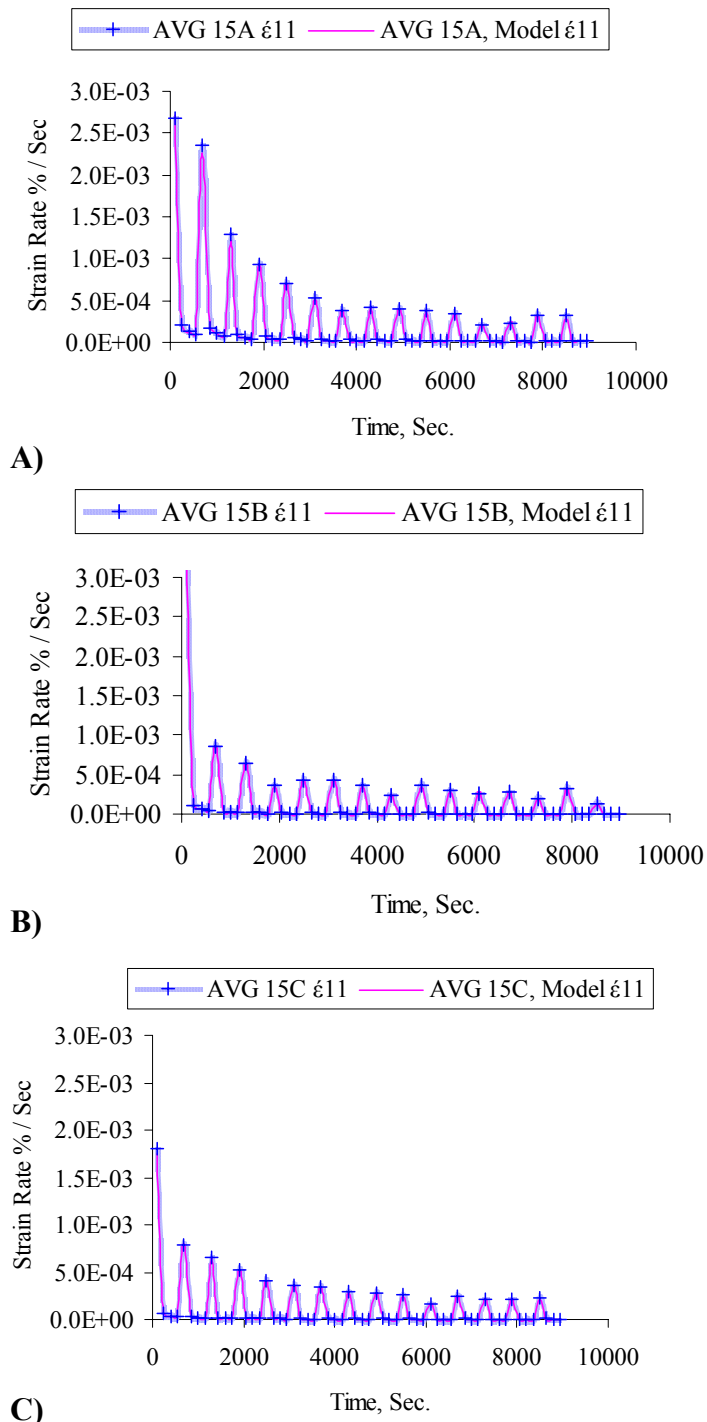 AVG 15A έ11 AVG 15A, Model έ11
Strain Rate % / Sec
3.0E-03
2.5E-03
2.0E-03
1.5E-03
1.0E-03
5.0E-04
0.0E+00
0 2000 4000 6000 8000 10000
Time, Sec.
A)
AVG 15B έ11 AVG 15B, Model έ11
Strain Rate % / Sec
3.0E-03
2.5E-03
2.0E-03
1.5E-03
1.0E-03
5.0E-04
0.0E+00
0 2000 4000 6000 8000 10000
Time, Sec.
B)
AVG 15C έ11 AVG 15C, Model έ11
Strain Rate % / Sec
3.0E-03
2.5E-03
2.0E-03
1.5E-03
1.0E-03
5.0E-04
0.0E+00
0 2000 4000 6000 8000 10000
Time, Sec.
C)